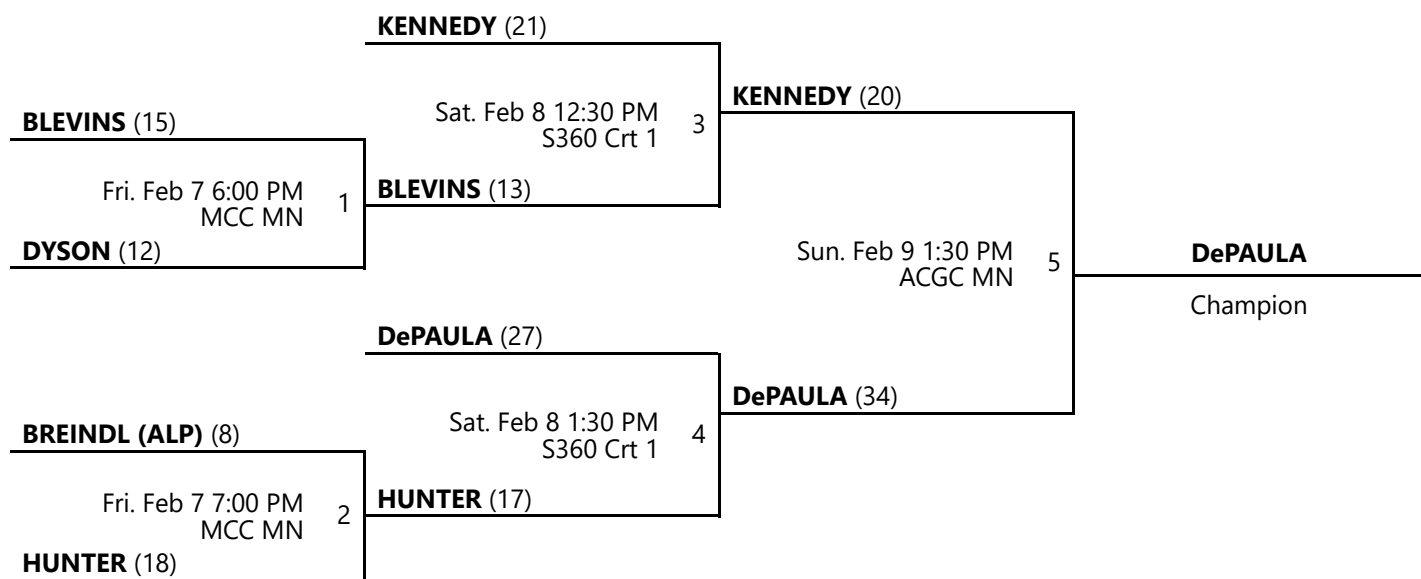 KENNEDY (21)
KENNEDY (20)
Sat. Feb 8 12:30 PM
S360 Crt 1
3
BLEVINS (15)
Fri. Feb 7 6:00 PM
MCC MN
1
BLEVINS (13)
DYSON (12)
Sun. Feb 9 1:30 PM
ACGC MN
5
DePAULA
Champion
DePAULA (27)
DePAULA (34)
Sat. Feb 8 1:30 PM
S360 Crt 1
4
BREINDL (ALP) (8)
Fri. Feb 7 7:00 PM
MCC MN
2
HUNTER (17)
HUNTER (18)